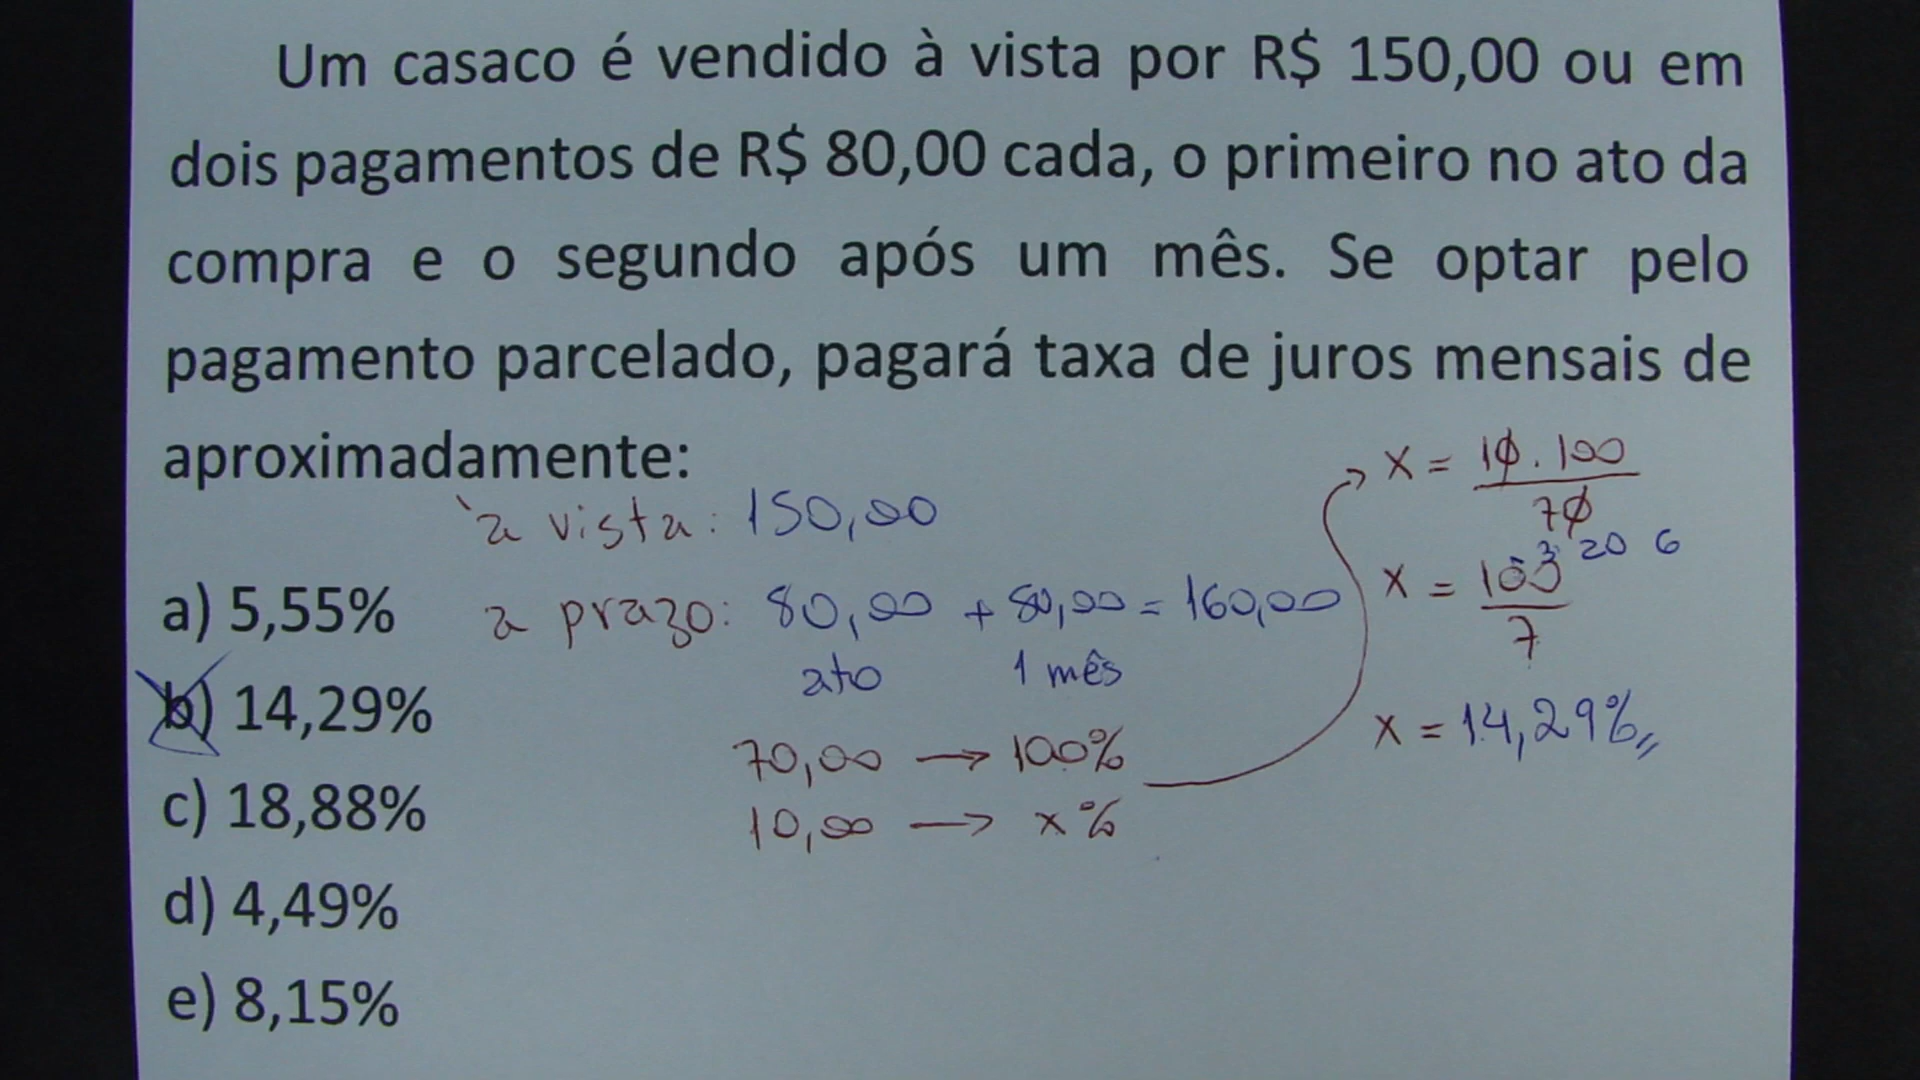 Um casaco é vendido à vista por R$ 150,00 ou em
dois pagamentos de R$ 80,00 cada, o primeiro no ato da
compra e o segundo após um mês. Se optar pelo
pagamento parcelado, pagará taxa de juros mensais de
aproximadamente:
à vista: 150,00
a) 5,55%
a prazo: 80,00 + 80,00 = 160,00
ato 1 mês
b) 14,29%
70,00 → 100%
c) 18,88%
10,00 → x%
d) 4,49%
e) 8,15%
x = 10 . 100
70
x = 100 3 20 6
7
x = 14,29%